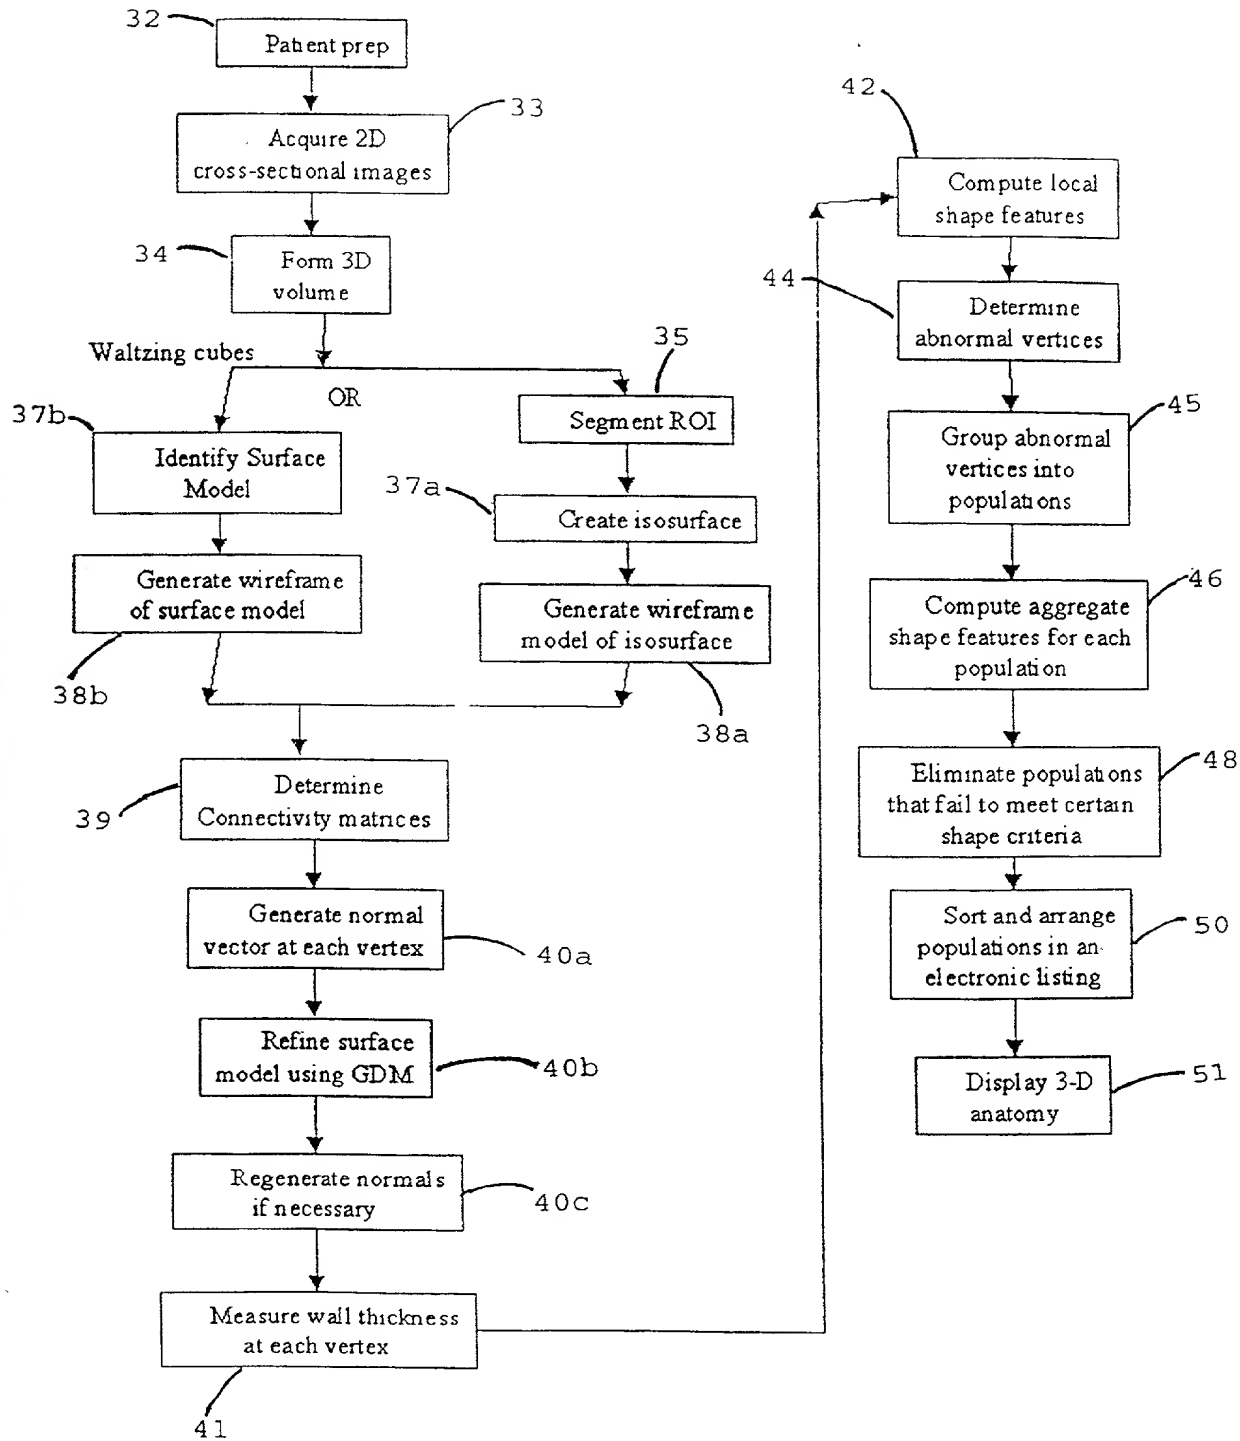 32
Patient prep
33
Acquire 2D
cross-sectional images
34
Form 3D
volume
Waltzing cubes
OR
35
Segment ROI
37b
Identify Surface
Model
37a
Create isosurface
Generate wireframe
of surface model
38b
Generate wireframe
model of isosurface
38a
39
Determine
Connectivity matrices
Generate normal
vector at each vertex
40a
Refine surface
model using GDM
40b
Regenerate normals
if necessary
40c
Measure wall thickness
at each vertex
41
42
Compute local
shape features
44
Determine
abnormal vertices
45
Group abnormal
vertices into
populations
46
Compute aggregate
shape features for each
population
48
Eliminate populations
that fail to meet certain
shape criteria
Sort and arrange
populations in an
electronic listing
50
Display 3-D
anatomy
51